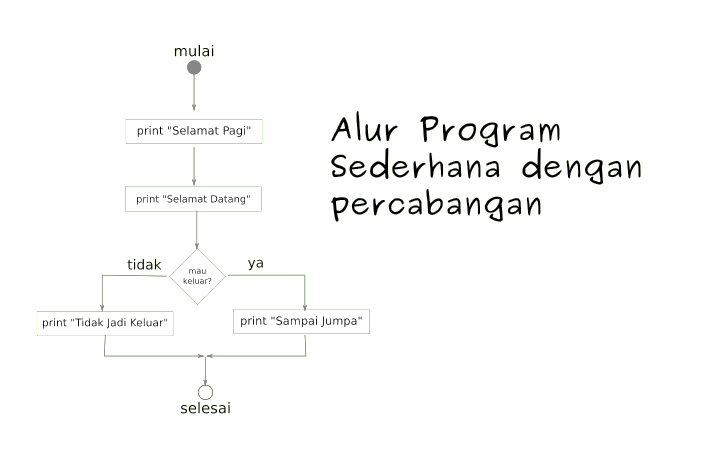 mulai
print "Selamat Pagi"
print "Selamat Datang"
mau
keluar?
tidak
ya
print "Tidak Jadi Keluar"
print "Sampai Jumpa"
selesai
Alur Program
Sederhana dengan
percabangan